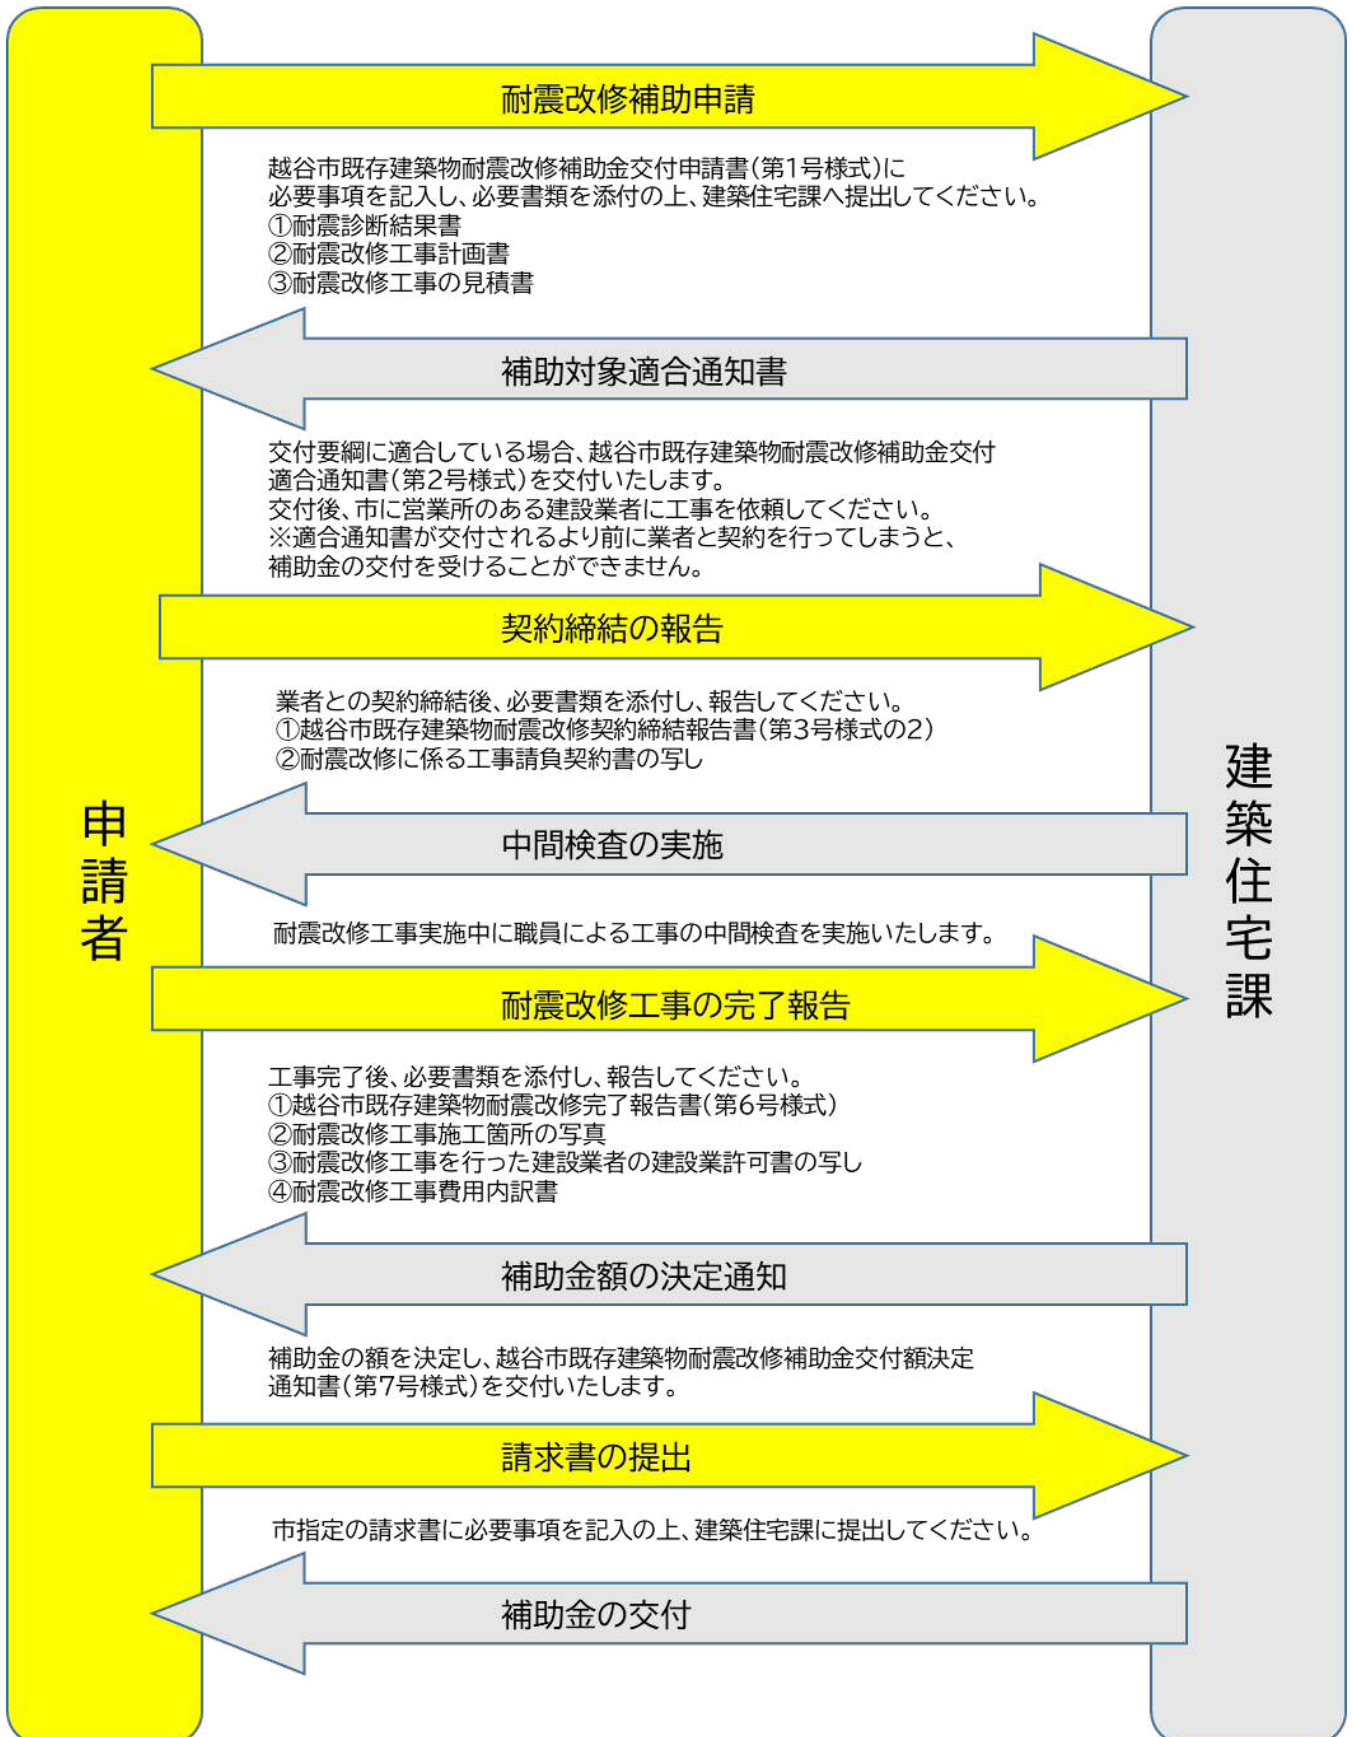 耐震改修補助申請
越谷市既存建築物耐震改修補助金交付申請書(第1号様式)に
必要事項を記入し、必要書類を添付の上、建築住宅課へ提出してください。
①耐震診断結果書
②耐震改修工事計画書
③耐震改修工事の見積書
補助対象適合通知書
交付要綱に適合している場合、越谷市既存建築物耐震改修補助金交付
適合通知書(第2号様式)を交付いたします。
交付後、市に営業所のある建設業者に工事を依頼してください。
※適合通知書が交付されるより前に業者と契約を行ってしまうと、
補助金の交付を受けることができません。
契約締結の報告
業者との契約締結後、必要書類を添付し、報告してください。
①越谷市既存建築物耐震改修契約締結報告書(第3号様式の2)
②耐震改修に係る工事請負契約書の写し
申請者
建築住宅課
中間検査の実施
耐震改修工事実施中に職員による工事の中間検査を実施いたします。
耐震改修工事の完了報告
工事完了後、必要書類を添付し、報告してください。
①越谷市既存建築物耐震改修完了報告書(第6号様式)
②耐震改修工事施工箇所の写真
③耐震改修工事を行った建設業者の建設業許可書の写し
④耐震改修工事費用内訳書
補助金額の決定通知
補助金の額を決定し、越谷市既存建築物耐震改修補助金交付額決定
通知書(第7号様式)を交付いたします。
請求書の提出
市指定の請求書に必要事項を記入の上、建築住宅課に提出してください。
補助金の交付